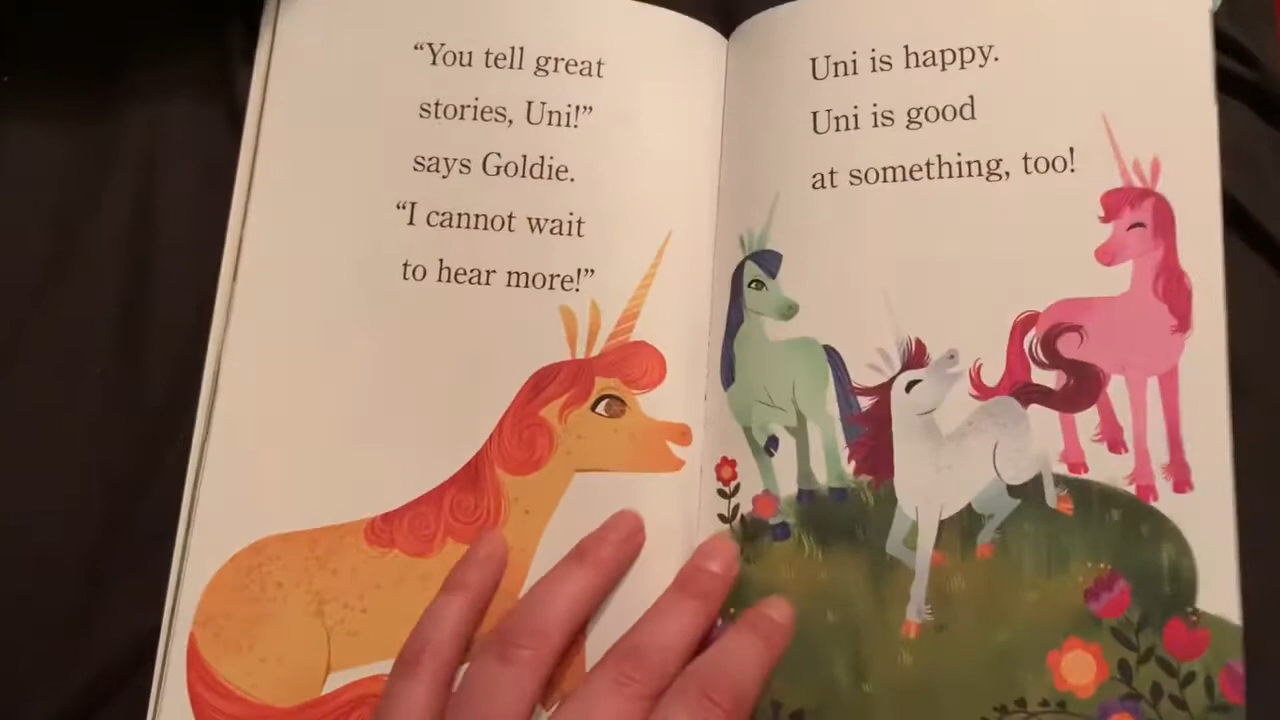 “You tell great
stories, Uni!”
says Goldie.
“I cannot wait
to hear more!”
Uni is happy.
Uni is good
at something, too!